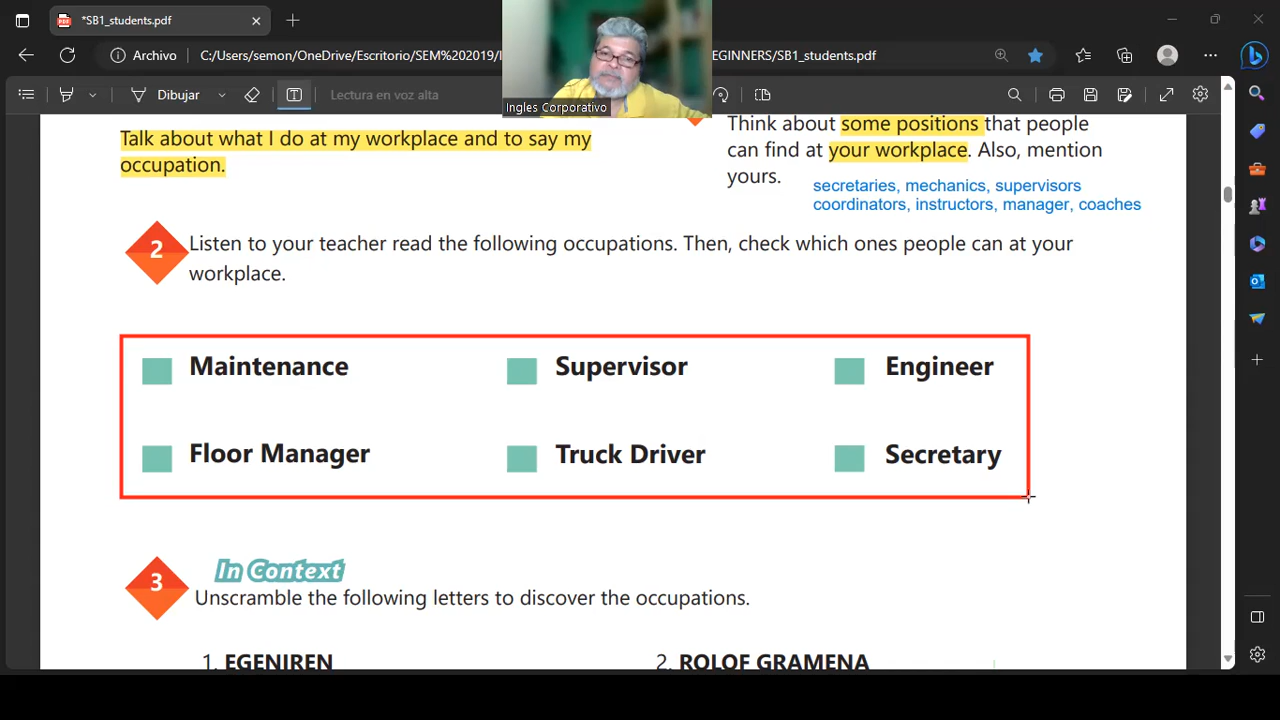 *SB1_students.pdf
Archivo
C:/Users/semon/OneDrive/Escritorio/SEM%202019/I
EGINNERS/SB1_students.pdf
Dibujar
Lectura en voz alta
Ingles Corporativo
Talk about what I do at my workplace and to say my
occupation.
Think about some positions that people
can find at your workplace. Also, mention
yours.
secretaries, mechanics, supervisors
coordinators, instructors, manager, coaches
2
Listen to your teacher read the following occupations. Then, check which ones people can at your
workplace.
Maintenance
Supervisor
Engineer
Floor Manager
Truck Driver
Secretary
3
In Context
Unscramble the following letters to discover the occupations.
1. EGENIREN
2. ROLOF GRAMENA